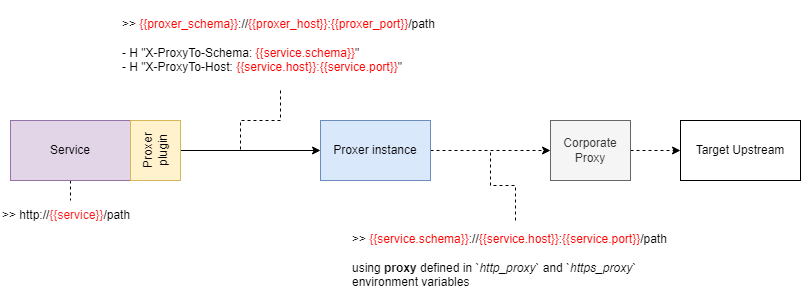 >> {{proxer_schema}}://{{proxer_host}:{{proxer_port}}/path
- H "X-ProxyTo-Schema: {{service.schema}}"
- H "X-ProxyTo-Host: {{service.host}}:{{service.port}}"
Service
Proxer
plugin
Proxer instance
Corporate
Proxy
Target Upstream
>> http://{{service}}/path
>> {{service.schema}}://{{service.host}}:{{service.port}}/path
using proxy defined in `http_proxy` and `https_proxy`
environment variables